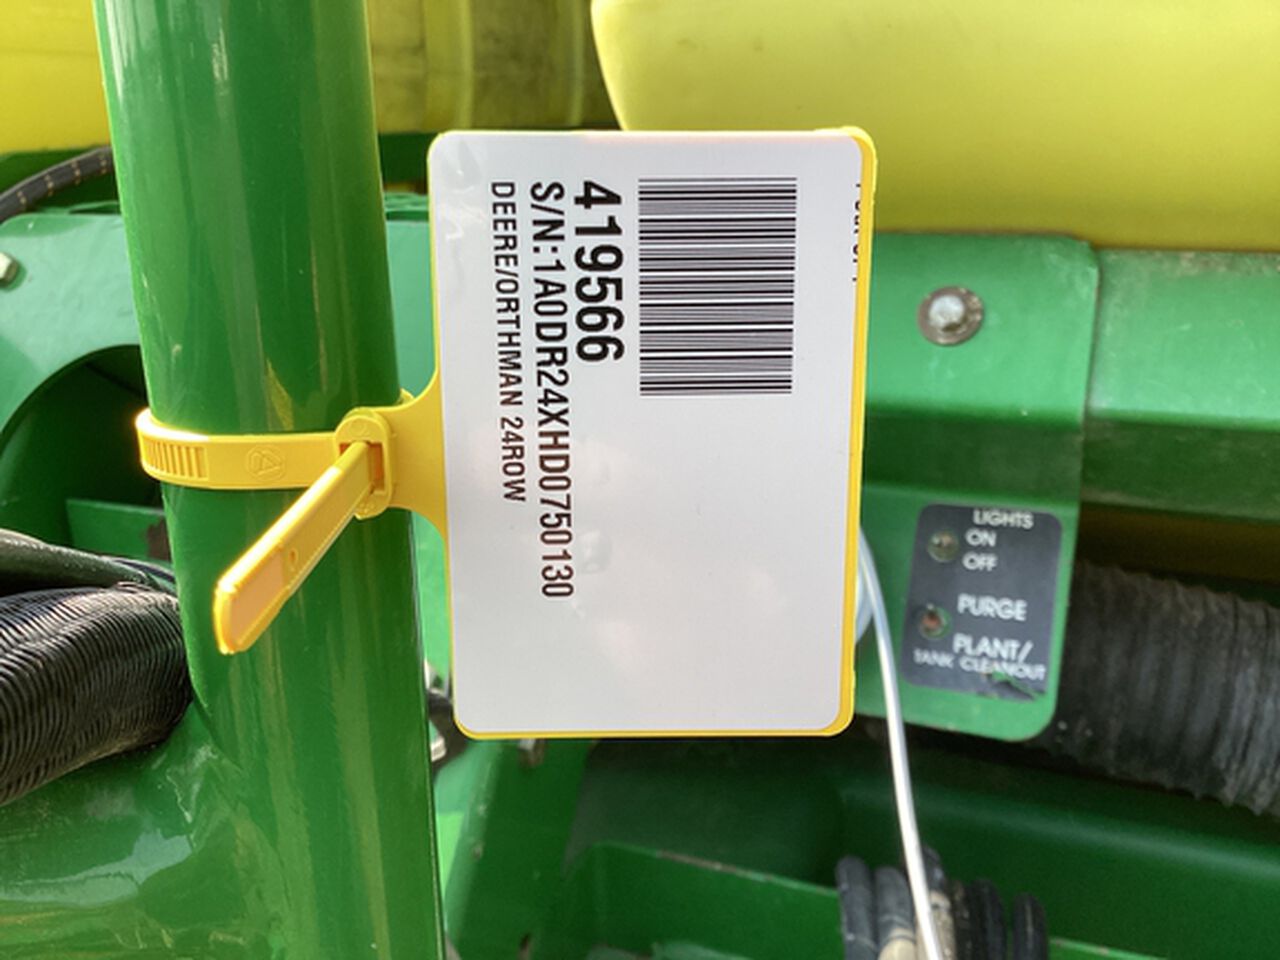 419566
S/N:1A0DR24XHD0750130
DEERE/ORTHMAN 24ROW
LIGHTS
ON
OFF
PURGE
PLANT/
TANK CLEANOUT